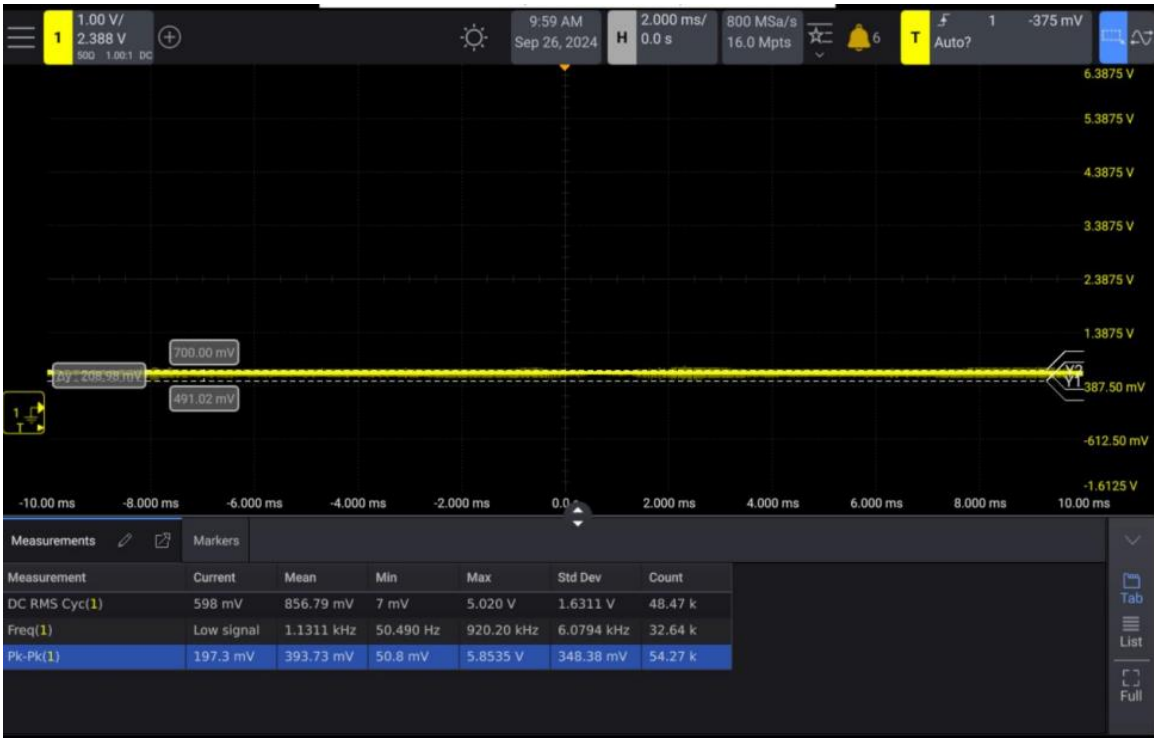 1
1.00 V/
2.388 V
50Ω 1.00:1 DC
9:59 AM
Sep 26, 2024
H
2.000 ms/
0.0 s
800 MSa/s
16.0 Mpts
6
T
1
-375 mV
Auto?
6.3875 V
5.3875 V
4.3875 V
3.3875 V
2.3875 V
1.3875 V
700.00 mV
Δy : 208.98 mV
Y2
Y1
387.50 mV
491.02 mV
1
T
-612.50 mV
-1.6125 V
-10.00 ms -8.000 ms -6.000 ms -4.000 ms -2.000 ms 0.0 s 2.000 ms 4.000 ms 6.000 ms 8.000 ms 10.00 ms
Measurements Markers
Measurement Current Mean Min Max Std Dev Count
DC RMS Cyc(1) 598 mV 856.79 mV 7 mV 5.020 V 1.6311 V 48.47 k
Freq(1) Low signal 1.1311 kHz 50.490 Hz 920.20 kHz 6.0794 kHz 32.64 k
Pk-Pk(1) 197.3 mV 393.73 mV 50.8 mV 5.8535 V 348.38 mV 54.27 k
Tab
List
Full